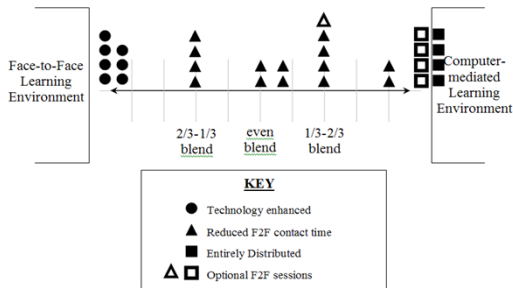 Face-to-Face
Learning
Environment
Computer-
mediated
Learning
Environment
2/3-1/3
blend
even
blend
1/3-2/3
blend
KEY
Technology enhanced
Reduced F2F contact time
Entirely Distributed
Optional F2F sessions